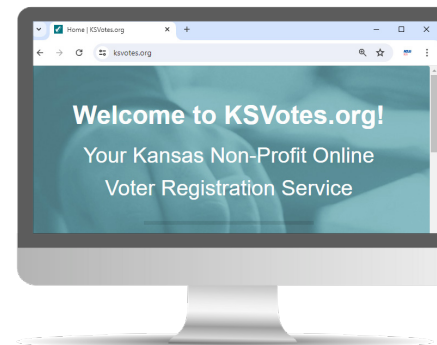 Home | KSVotes.org
ksvotes.org
Welcome to KSVotes.org!
Your Kansas Non-Profit Online
Voter Registration Service